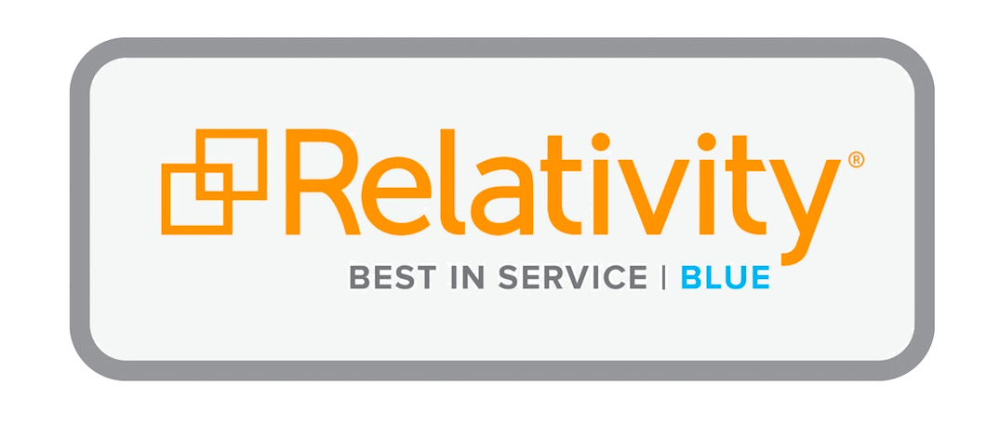 Relativity®
BEST IN SERVICE | BLUE